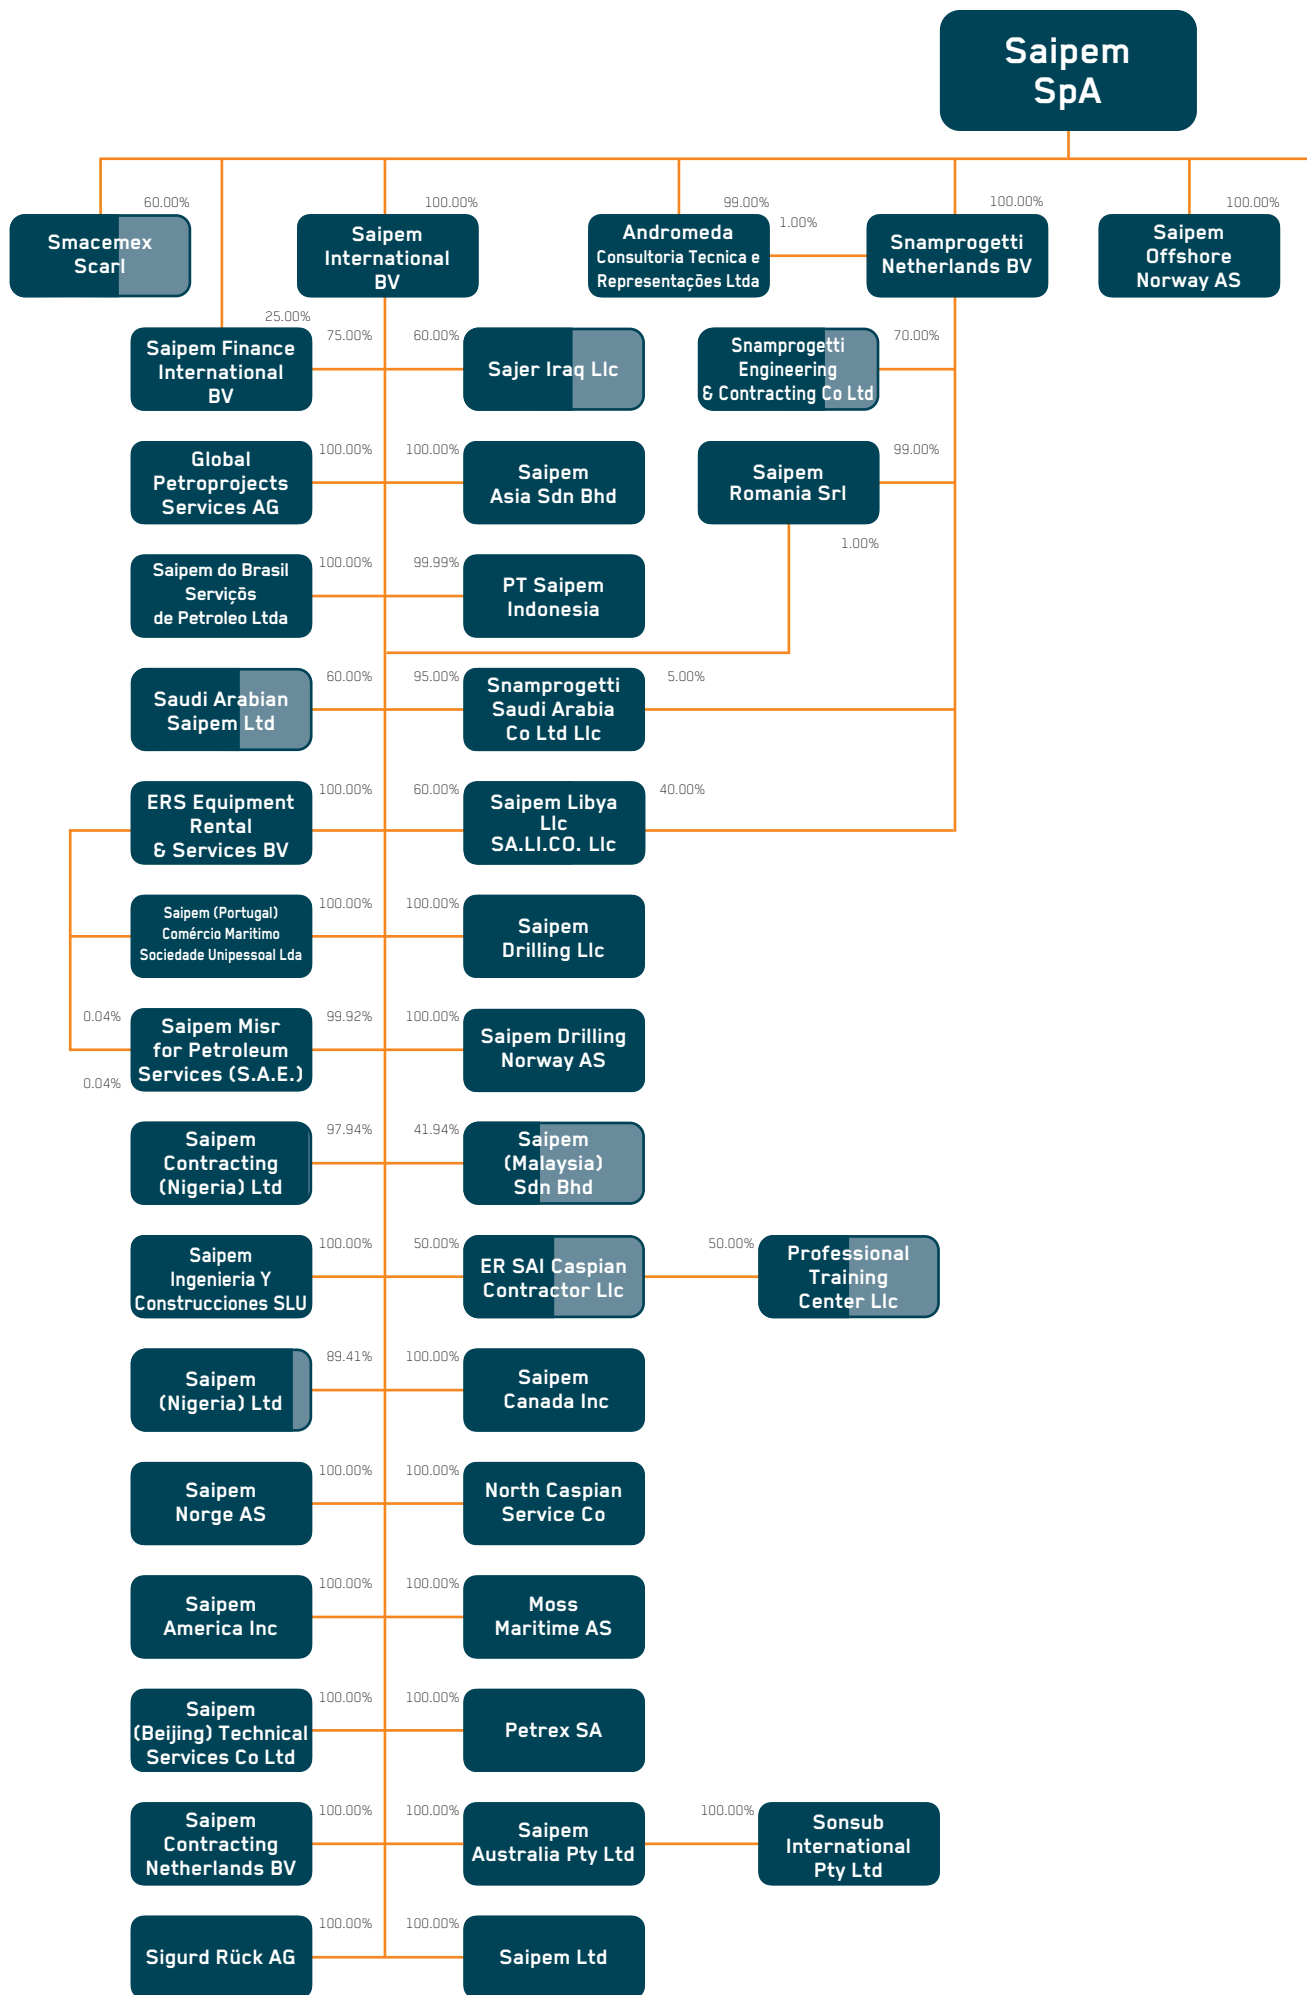 Saipem
SpA
60.00%
100.00%
99.00%
1.00%
100.00%
100.00%
Smacemex
Scarl
Saipem
International
BV
Andromeda
Consultoria Tecnica e
Representações Ltda
Snamprogetti
Netherlands BV
Saipem
Offshore
Norway AS
25.00%
75.00%
60.00%
70.00%
Saipem Finance
International
BV
Sajer Iraq Llc
Snamprogetti
Engineering
& Contracting Co Ltd
100.00%
100.00%
99.00%
Global
Petroprojects
Services AG
Saipem
Asia Sdn Bhd
Saipem
Romania Srl
1.00%
100.00%
99.99%
Saipem do Brasil
Serviçõs
de Petroleo Ltda
PT Saipem
Indonesia
60.00%
95.00%
5.00%
Saudi Arabian
Saipem Ltd
Snamprogetti
Saudi Arabia
Co Ltd Llc
100.00%
60.00%
40.00%
ERS Equipment
Rental
& Services BV
Saipem Libya
Llc
SA.LI.CO. Llc
100.00%
100.00%
Saipem (Portugal)
Comércio Maritimo
Sociedade Unipessoal Lda
Saipem
Drilling Llc
0.04%
99.92%
100.00%
Saipem Misr
for Petroleum
Services (S.A.E.)
Saipem Drilling
Norway AS
0.04%
97.94%
41.94%
Saipem
Contracting
(Nigeria) Ltd
Saipem
(Malaysia)
Sdn Bhd
100.00%
50.00%
50.00%
Saipem
Ingenieria Y
Construcciones SLU
ER SAI Caspian
Contractor Llc
Professional
Training
Center Llc
89.41%
100.00%
Saipem
(Nigeria) Ltd
Saipem
Canada Inc
100.00%
100.00%
Saipem
Norge AS
North Caspian
Service Co
100.00%
100.00%
Saipem
America Inc
Moss
Maritime AS
100.00%
100.00%
Saipem
(Beijing) Technical
Services Co Ltd
Petrex SA
100.00%
100.00%
100.00%
Saipem
Contracting
Netherlands BV
Saipem
Australia Pty Ltd
Sonsub
International
Pty Ltd
100.00%
100.00%
Sigurd Rück AG
Saipem Ltd